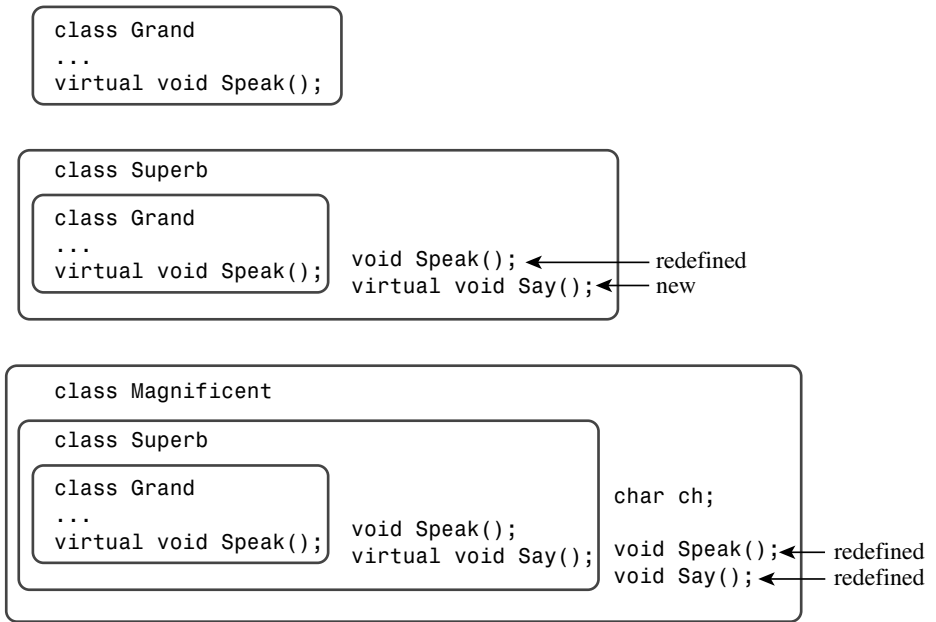 class Grand
...
virtual void Speak();
class Superb
class Grand
...
virtual void Speak();
void Speak();
redefined
virtual void Say();
new
class Magnificent
class Superb
class Grand
...
virtual void Speak();
void Speak();
virtual void Say();
char ch;
void Speak();
redefined
void Say();
redefined